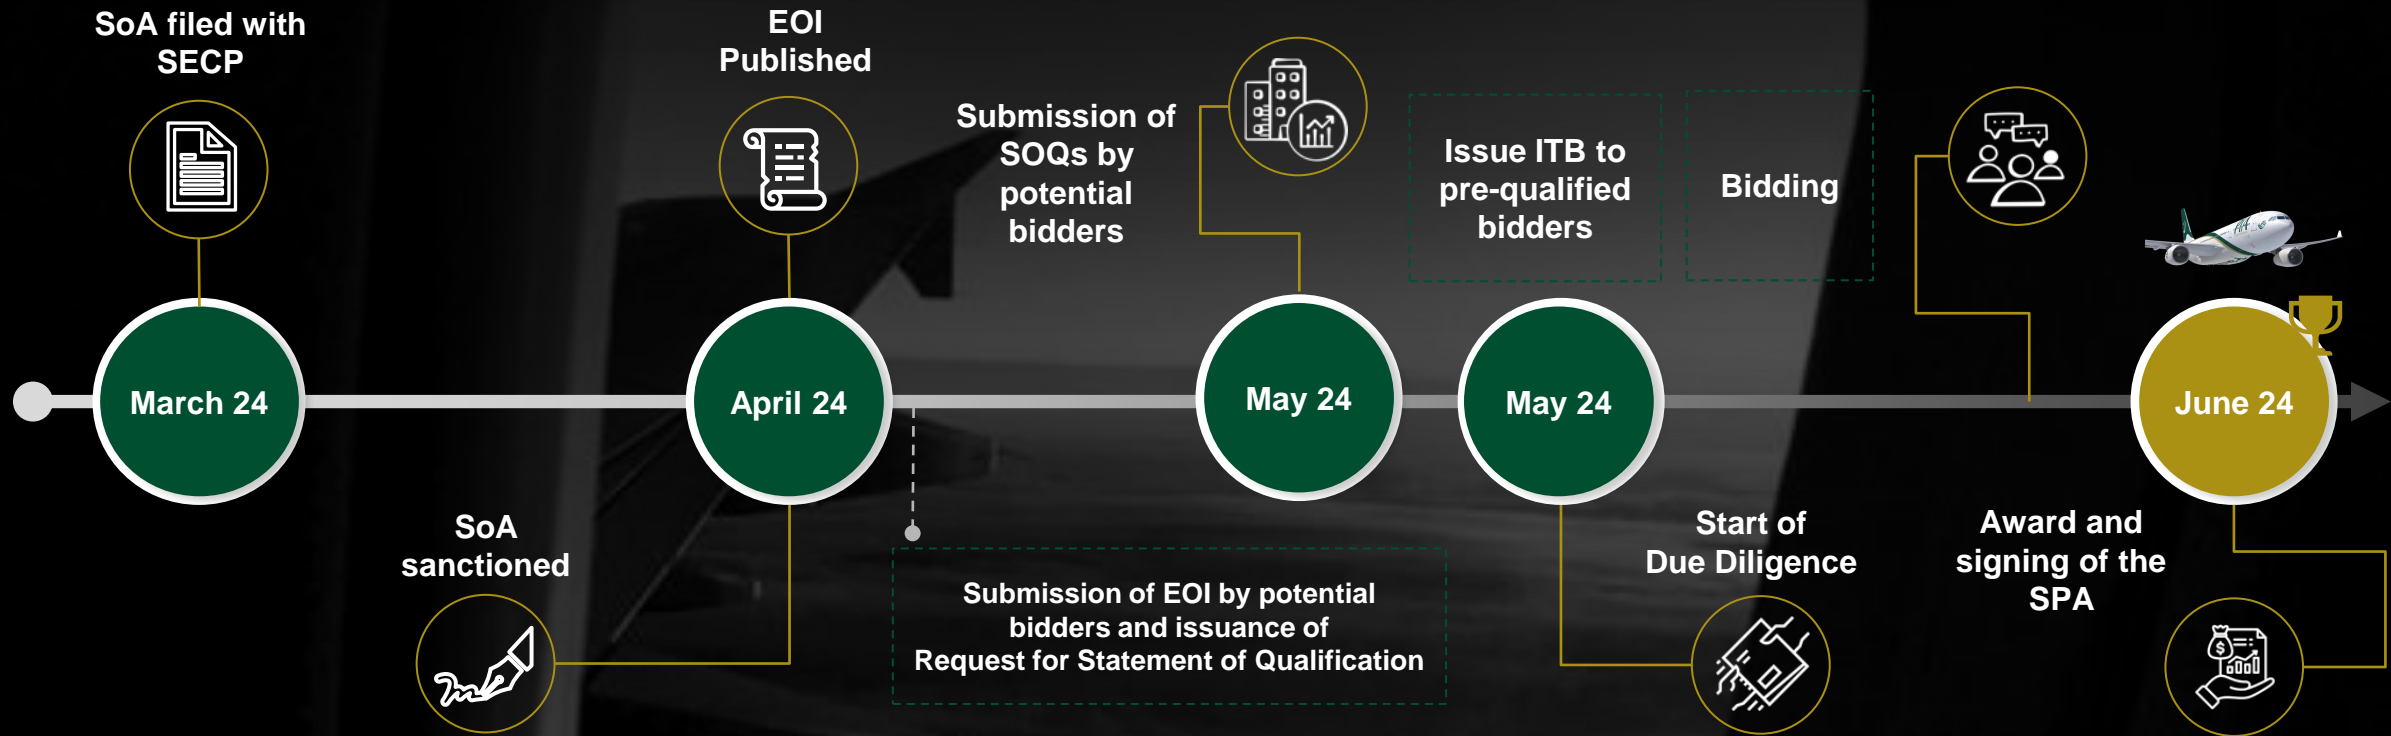 SoA filed with
SECP
EOI
Published
Submission of
SOQs by
potential
bidders
Issue ITB to
pre-qualified
bidders
Bidding
PIA
March 24
April 24
May 24
May 24
June 24
SoA
sanctioned
Submission of EOI by potential
bidders and issuance of
Request for Statement of Qualification
Start of
Due Diligence
Award and
signing of the
SPA